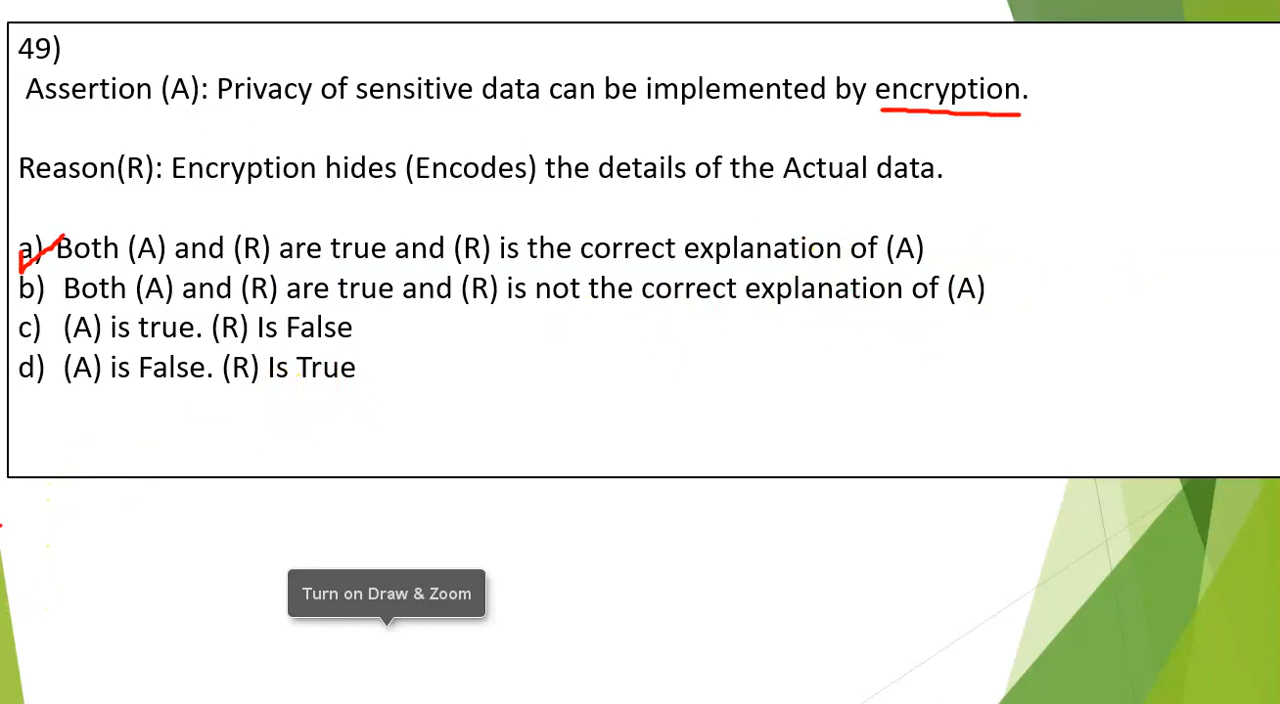 49)
Assertion (A): Privacy of sensitive data can be implemented by encryption.
Reason(R): Encryption hides (Encodes) the details of the Actual data.
a) Both (A) and (R) are true and (R) is the correct explanation of (A)
b) Both (A) and (R) are true and (R) is not the correct explanation of (A)
c) (A) is true. (R) Is False
d) (A) is False. (R) Is True
Turn on Draw & Zoom